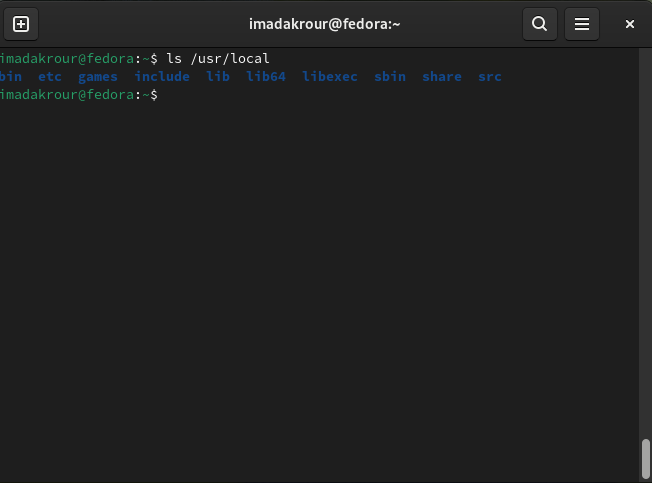 imadakrour@fedora:~
imadakrour@fedora:~$ ls /usr/local
bin  etc  games  include  lib  lib64  libexec  sbin  share  src
imadakrour@fedora:~$